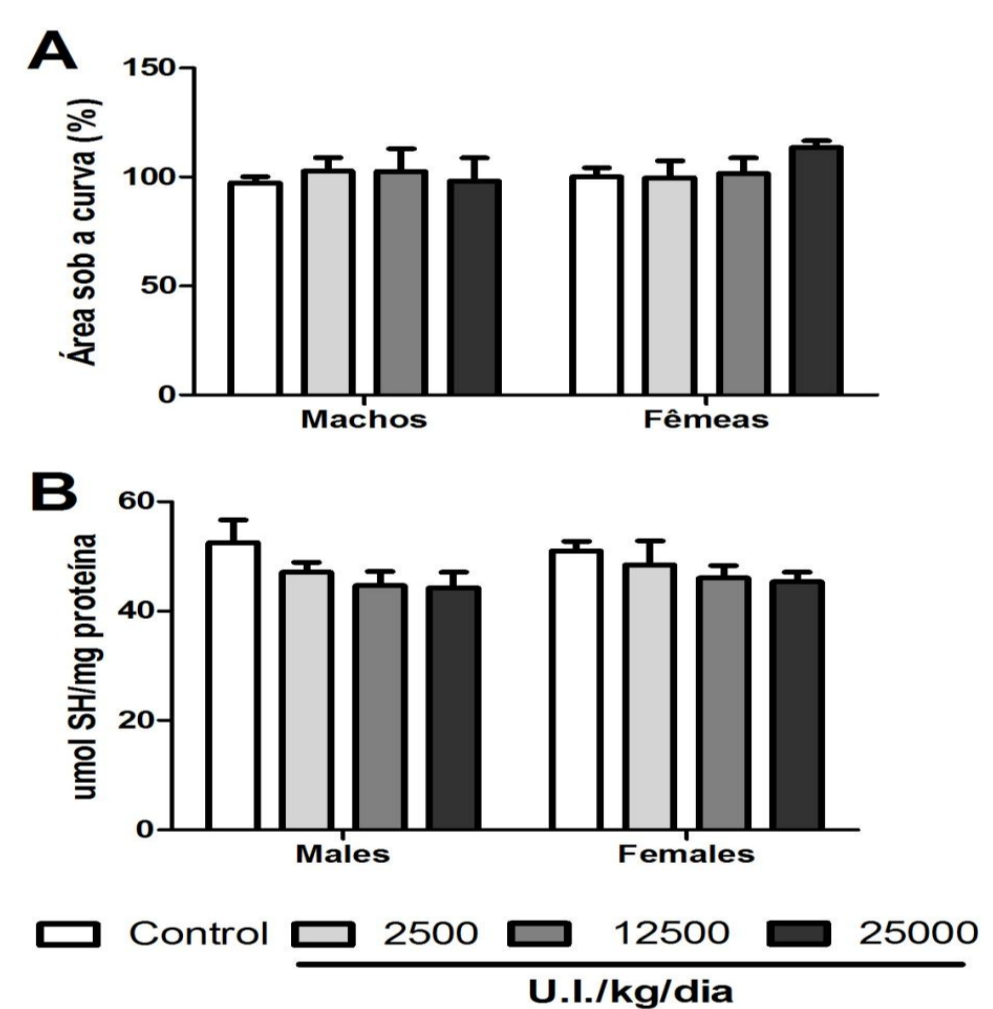 A
Área sob a curva (%)
150
100
50
0
Machos Fêmeas
B
umol SH/mg proteína
60
40
20
0
Males Females
Control 2500 12500 25000
U.I./kg/dia